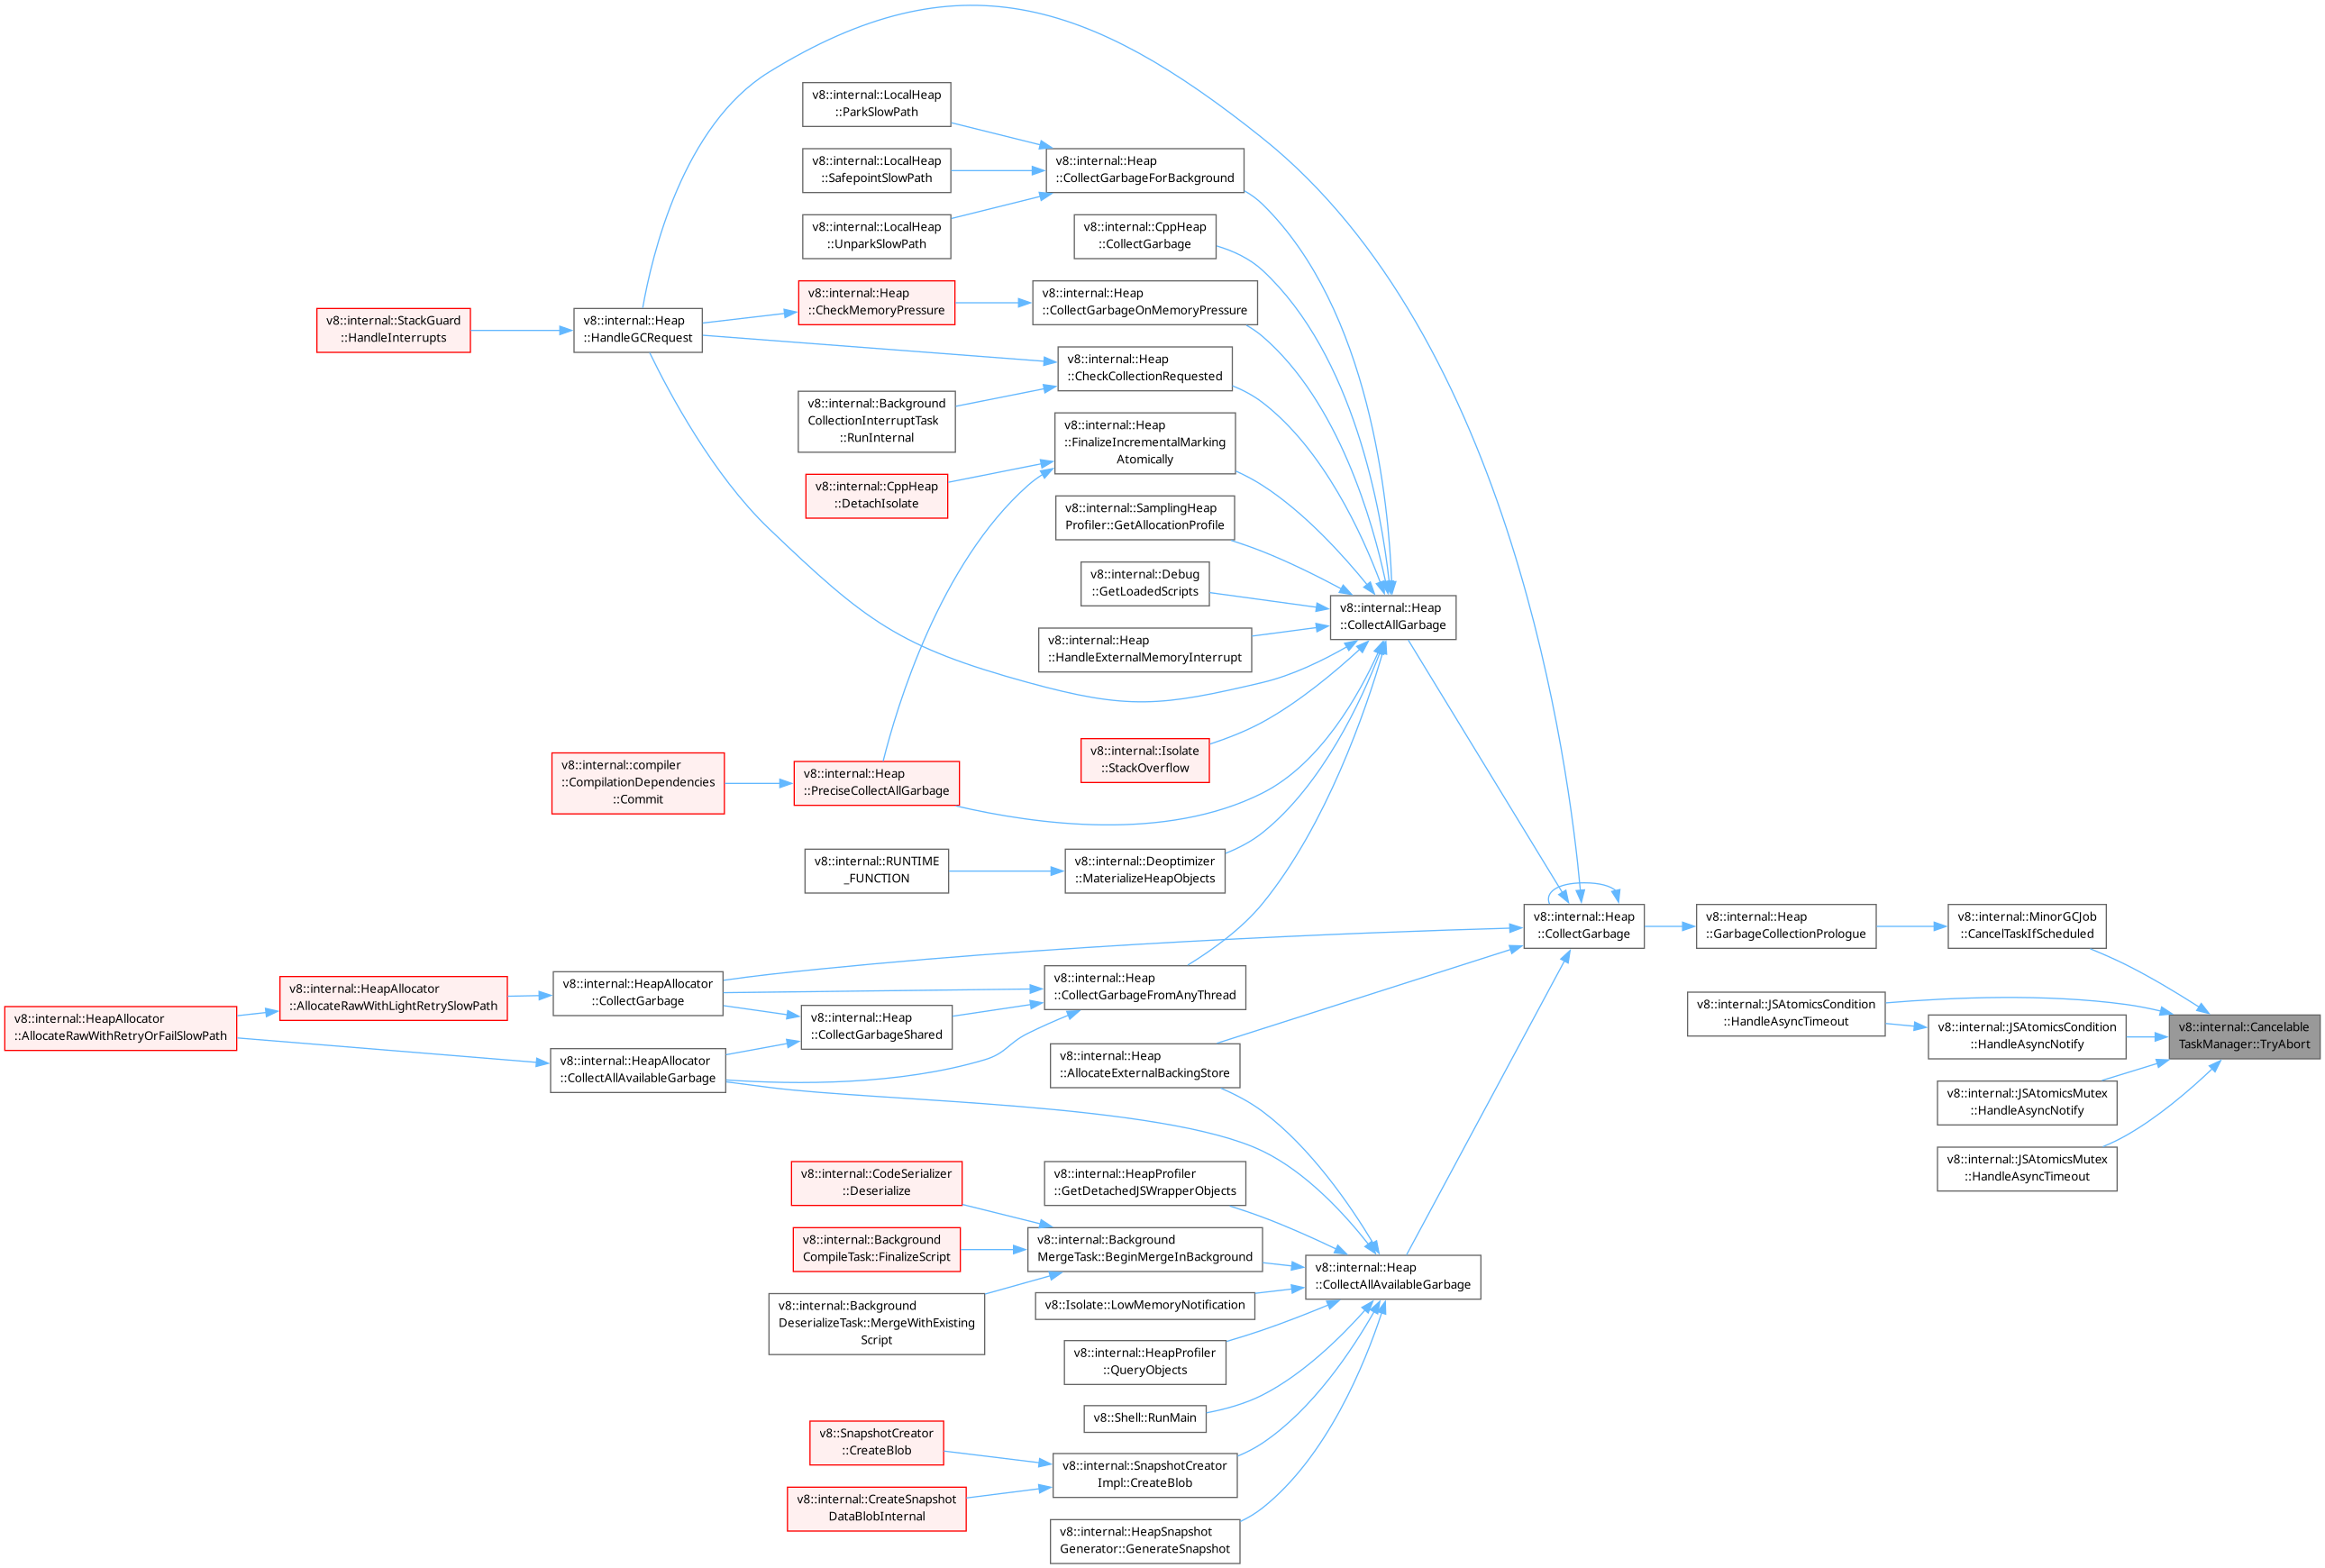 v8::internal::LocalHeap
::ParkSlowPath
v8::internal::LocalHeap
::SafepointSlowPath
v8::internal::Heap
::CollectGarbageForBackground
v8::internal::LocalHeap
::UnparkSlowPath
v8::internal::CppHeap
::CollectGarbage
v8::internal::StackGuard
::HandleInterrupts
v8::internal::Heap
::HandleGCRequest
v8::internal::Heap
::CheckMemoryPressure
v8::internal::Heap
::CollectGarbageOnMemoryPressure
v8::internal::Heap
::CheckCollectionRequested
v8::internal::Background
CollectionInterruptTask
::RunInternal
v8::internal::Heap
::FinalizeIncrementalMarking
Atomically
v8::internal::CppHeap
::DetachIsolate
v8::internal::SamplingHeap
Profiler::GetAllocationProfile
v8::internal::Debug
::GetLoadedScripts
v8::internal::Heap
::CollectAllGarbage
v8::internal::Heap
::HandleExternalMemoryInterrupt
v8::internal::Isolate
::StackOverflow
v8::internal::compiler
::CompilationDependencies
::Commit
v8::internal::Heap
::PreciseCollectAllGarbage
v8::internal::RUNTIME
_FUNCTION
v8::internal::Deoptimizer
::MaterializeHeapObjects
v8::internal::Heap
::CollectGarbage
v8::internal::Heap
::GarbageCollectionPrologue
v8::internal::MinorGCJob
::CancelTaskIfScheduled
v8::internal::HeapAllocator
::AllocateRawWithRetryOrFailSlowPath
v8::internal::HeapAllocator
::AllocateRawWithLightRetrySlowPath
v8::internal::HeapAllocator
::CollectGarbage
v8::internal::Heap
::CollectGarbageShared
v8::internal::Heap
::CollectGarbageFromAnyThread
v8::internal::JSAtomicsCondition
::HandleAsyncTimeout
v8::internal::JSAtomicsCondition
::HandleAsyncNotify
v8::internal::Cancelable
TaskManager::TryAbort
v8::internal::HeapAllocator
::CollectAllAvailableGarbage
v8::internal::Heap
::AllocateExternalBackingStore
v8::internal::JSAtomicsMutex
::HandleAsyncNotify
v8::internal::JSAtomicsMutex
::HandleAsyncTimeout
v8::internal::CodeSerializer
::Deserialize
v8::internal::HeapProfiler
::GetDetachedJSWrapperObjects
v8::internal::Background
CompileTask::FinalizeScript
v8::internal::Background
MergeTask::BeginMergeInBackground
v8::internal::Heap
::CollectAllAvailableGarbage
v8::internal::Background
DeserializeTask::MergeWithExisting
Script
v8::Isolate::LowMemoryNotification
v8::internal::HeapProfiler
::QueryObjects
v8::Shell::RunMain
v8::SnapshotCreator
::CreateBlob
v8::internal::SnapshotCreator
Impl::CreateBlob
v8::internal::CreateSnapshot
DataBlobInternal
v8::internal::HeapSnapshot
Generator::GenerateSnapshot